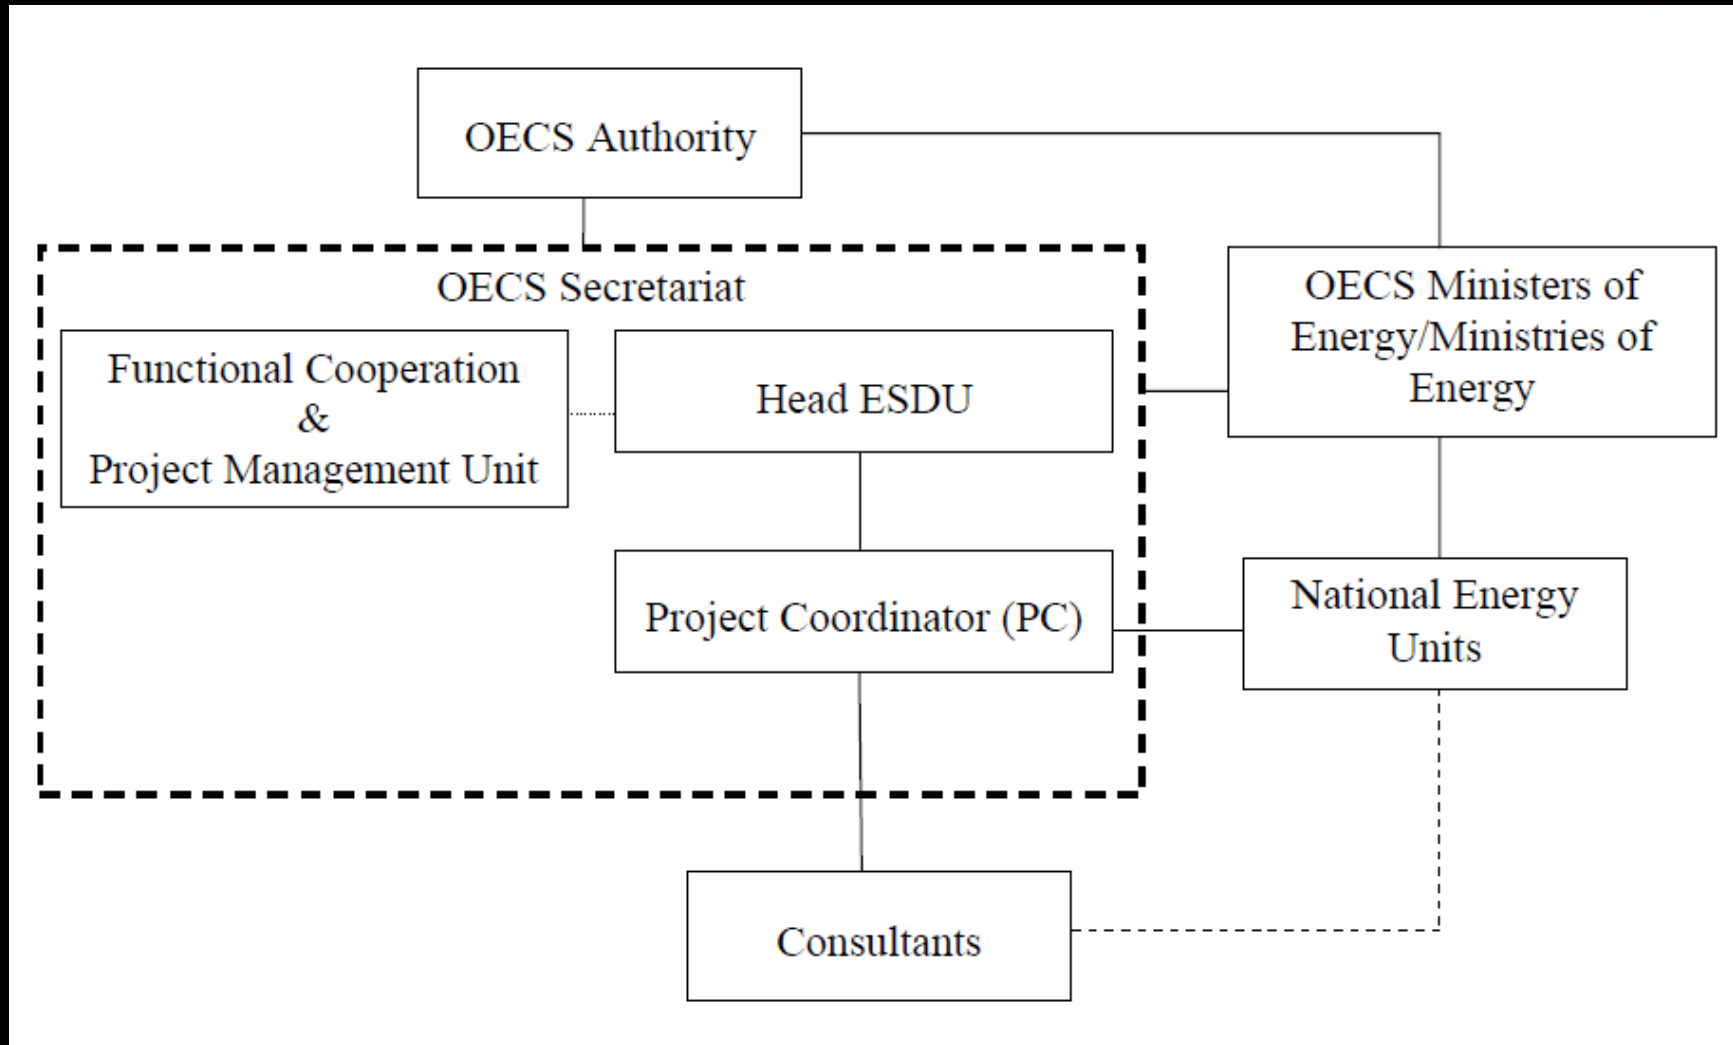 OECS Authority
OECS Secretariat
Functional Cooperation
&
Project Management Unit
Head ESDU
OECS Ministers of
Energy/Ministries of
Energy
Project Coordinator (PC)
National Energy
Units
Consultants